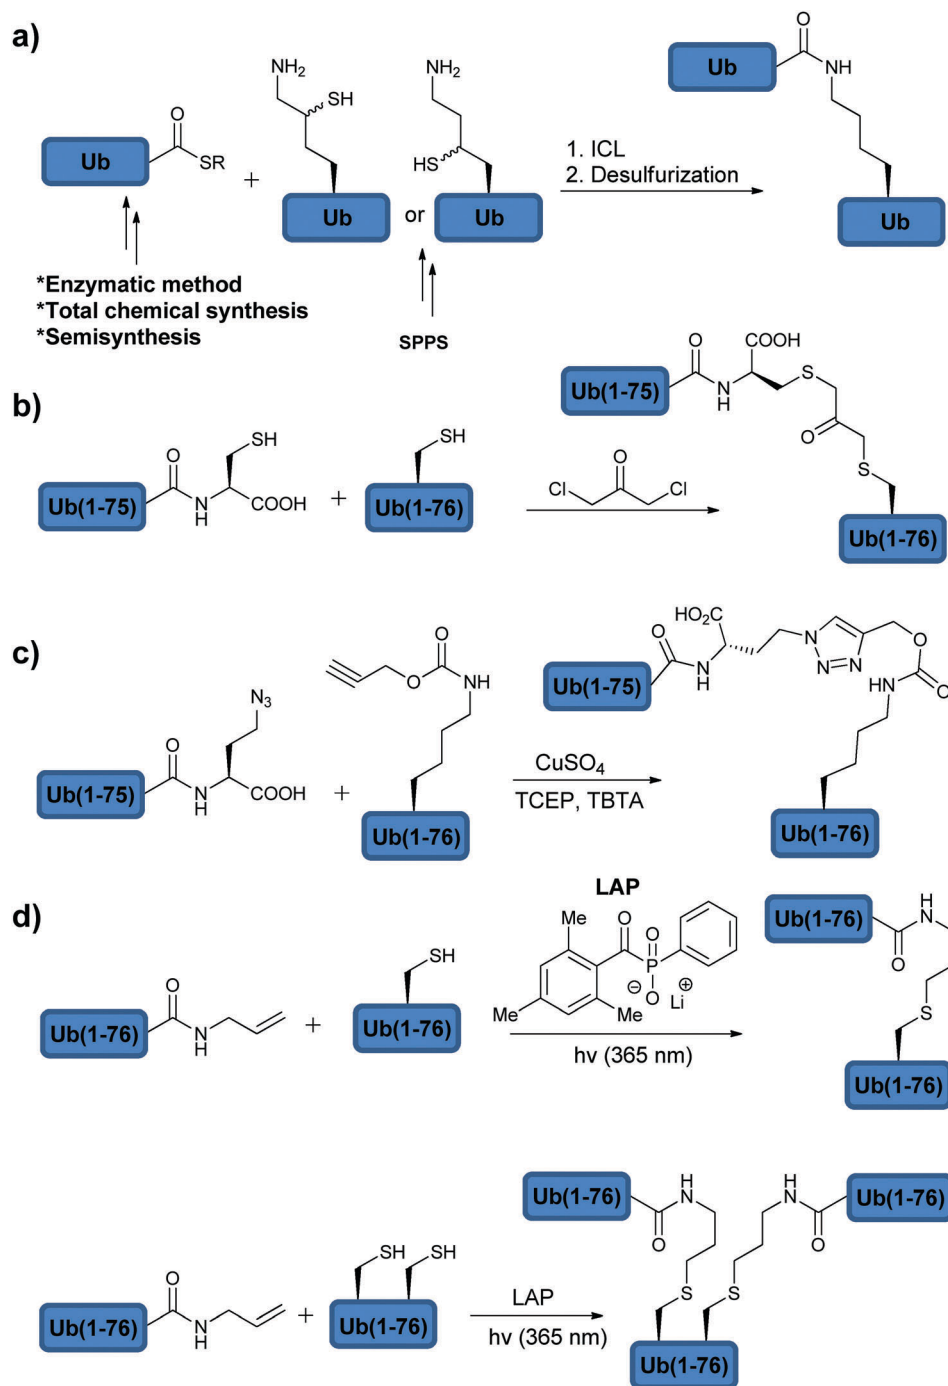 a)
NH2
SH
NH2
HS
O
SR
Ub
+
Ub
or
Ub
1. ICL
2. Desulfurization
O
Ub
NH
Ub
*Enzymatic method
*Total chemical synthesis
*Semisynthesis
SPPS
b)
SH
O
Ub(1-75)
N
H
COOH
+
SH
Ub(1-76)
O
Cl
Cl
O
COOH
Ub(1-75)
N
H
S
O
S
Ub(1-76)
c)
N3
O
Ub(1-75)
N
H
COOH
+
O
O
NH
Ub(1-76)
CuSO4
TCEP, TBTA
HO2C
O
Ub(1-75)
NH
N
N=N
O
HN
O
Ub(1-76)
d)
O
Ub(1-76)
N
H
+
SH
Ub(1-76)
LAP
Me
O
O
P
⊖
O
⊕
Li
Me
Me
hv (365 nm)
Ub(1-76)
H
N
O
S
Ub(1-76)
O
Ub(1-76)
N
H
+
SH
SH
Ub(1-76)
LAP
hv (365 nm)
Ub(1-76)
H
N
O
H
N
O
Ub(1-76)
S
S
Ub(1-76)